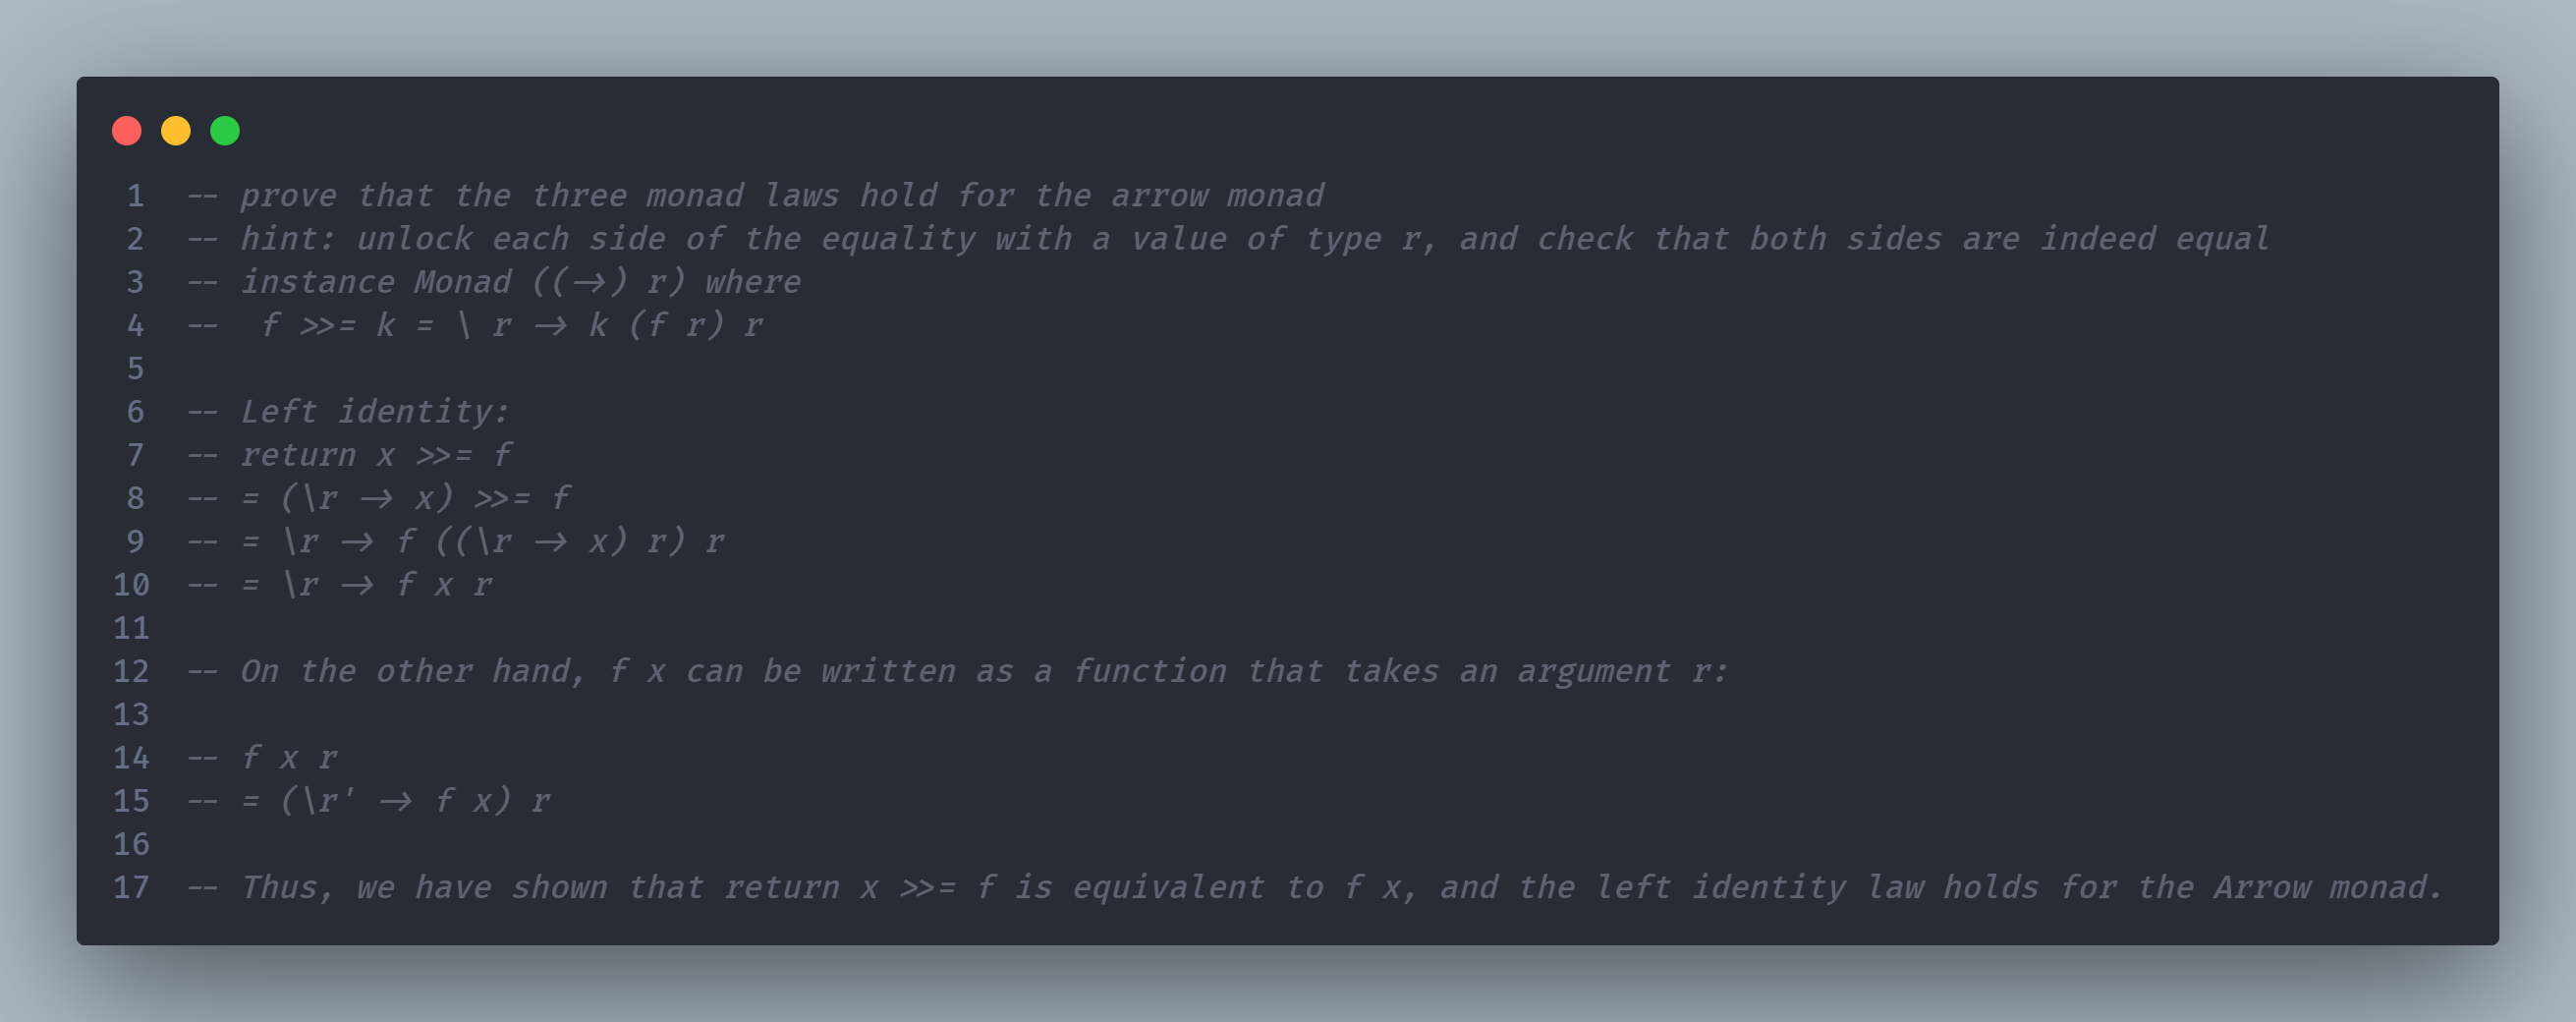 1 -- prove that the three monad laws hold for the arrow monad
2 -- hint: unlock each side of the equality with a value of type r, and check that both sides are indeed equal
3 -- instance Monad ((->) r) where
4 --  f >>= k = \ r -> k (f r) r
5
6 -- Left identity:
7 -- return x >>= f
8 -- = (\r -> x) >>= f
9 -- = \r -> f ((\r -> x) r) r
10 -- = \r -> f x r
11
12 -- On the other hand, f x can be written as a function that takes an argument r:
13
14 -- f x r
15 -- = (\r' -> f x) r
16
17 -- Thus, we have shown that return x >>= f is equivalent to f x, and the left identity law holds for the Arrow monad.